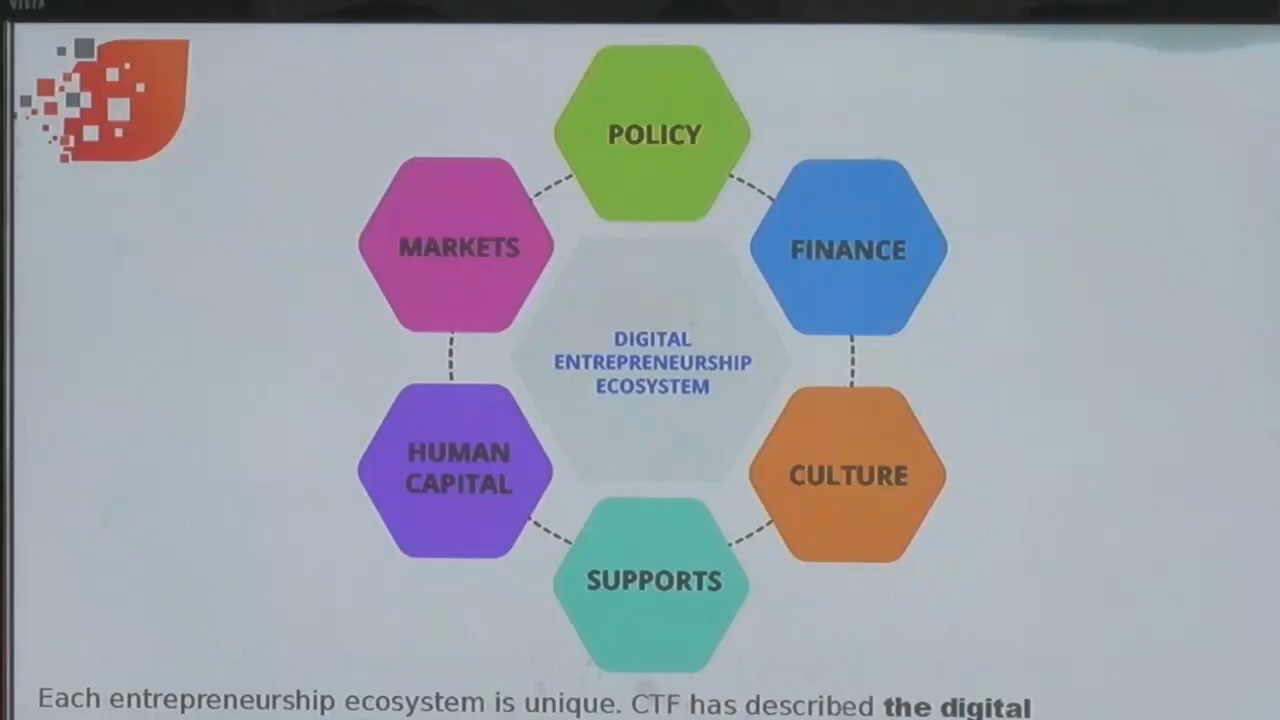 POLICY
MARKETS
FINANCE
DIGITAL
ENTREPRENEURSHIP
ECOSYSTEM
HUMAN
CAPITAL
CULTURE
SUPPORTS
Each entrepreneurship ecosystem is unique. CTF has described the digital